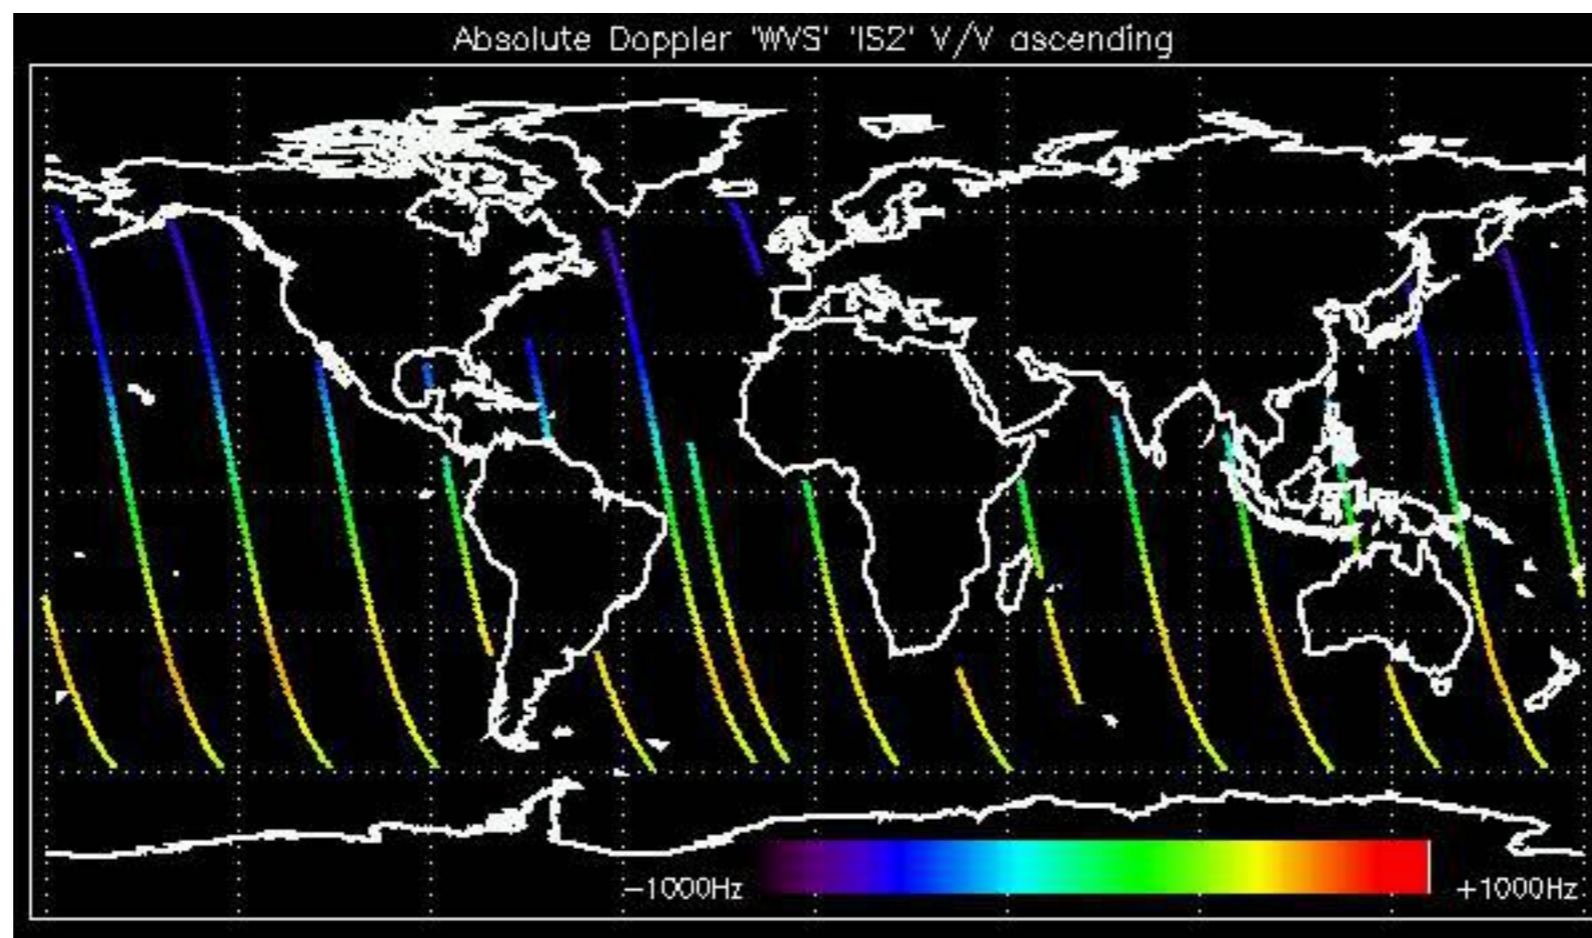 Absolute Doppler 'WVS' 'IS2' V/V ascending
−1000Hz +1000Hz